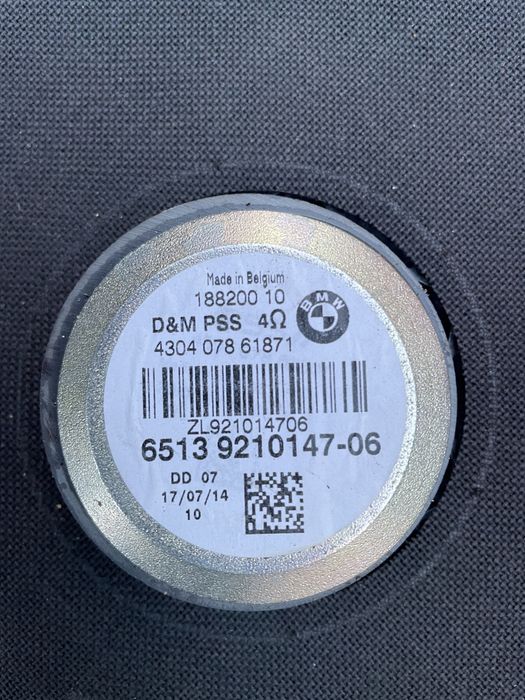 Made in Belgium
188200 10
BMW
D&M PSS 4Ω
4304 078 61871
ZL921014706
6513 9210147-06
DD 07
17/07/14
10